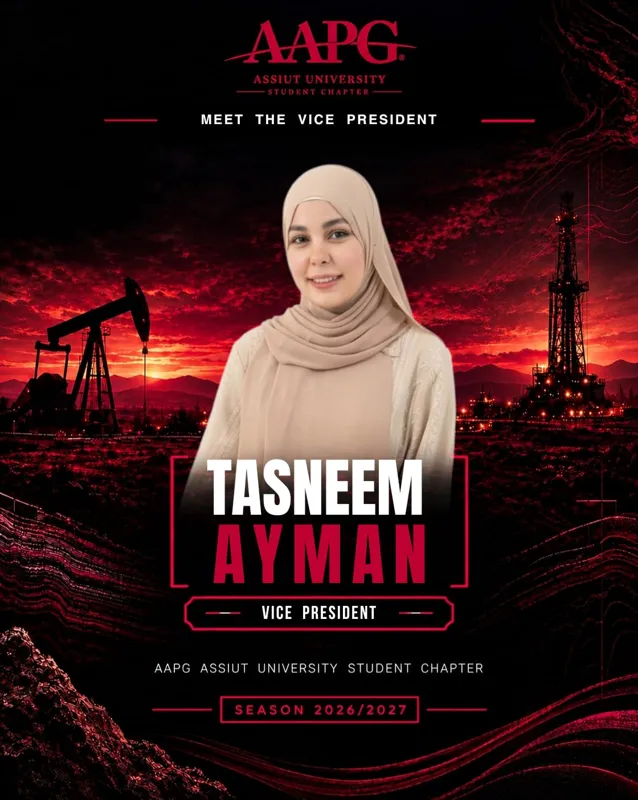 AAPG®
ASSIUT UNIVERSITY
STUDENT CHAPTER
MEET THE VICE PRESIDENT
TASNEEM
AYMAN
VICE PRESIDENT
AAPG ASSIUT UNIVERSITY STUDENT CHAPTER
SEASON 2026/2027